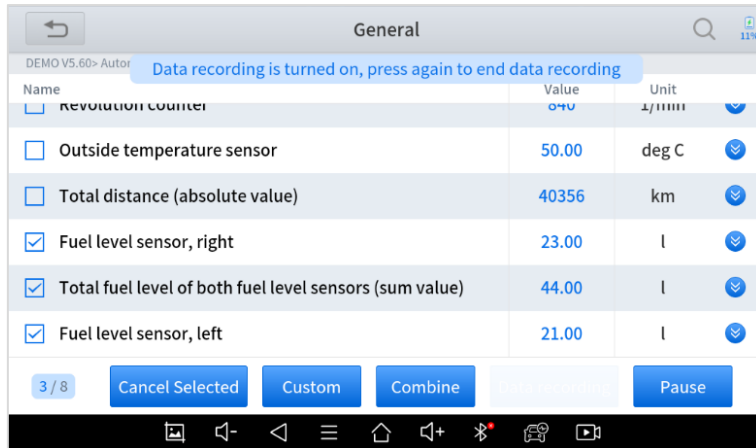 General
11%
DEMO V5.60> Autor
Data recording is turned on, press again to end data recording
Name Value Unit
Revolution counter 840 1/min
Outside temperature sensor 50.00 deg C
Total distance (absolute value) 40356 km
Fuel level sensor, right 23.00 l
Total fuel level of both fuel level sensors (sum value) 44.00 l
Fuel level sensor, left 21.00 l
3 / 8 Cancel Selected Custom Combine Data recording Pause